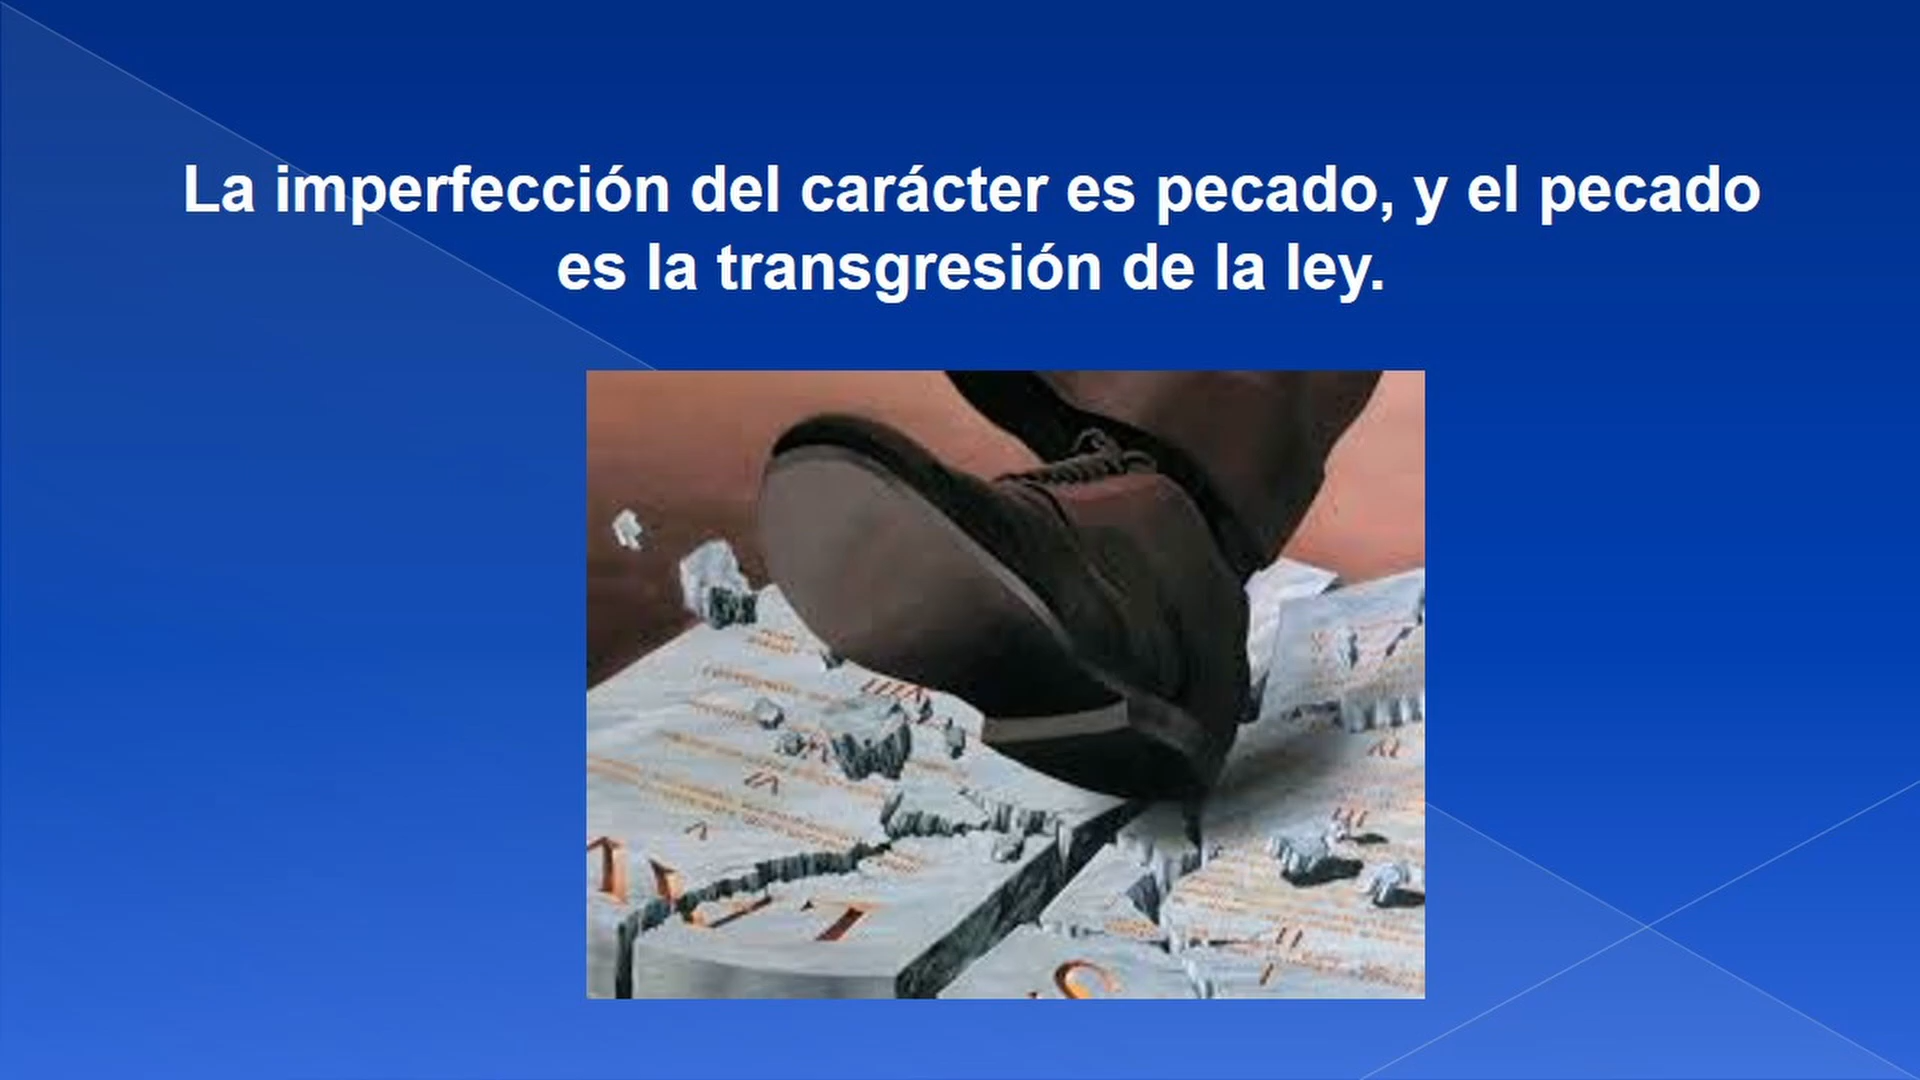 La imperfección del carácter es pecado, y el pecado
es la transgresión de la ley.